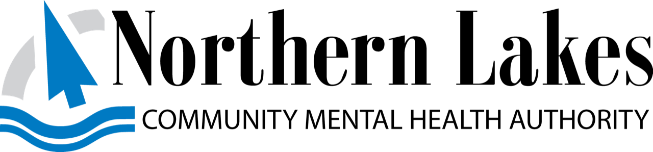 Northern Lakes
COMMUNITY MENTAL HEALTH AUTHORITY